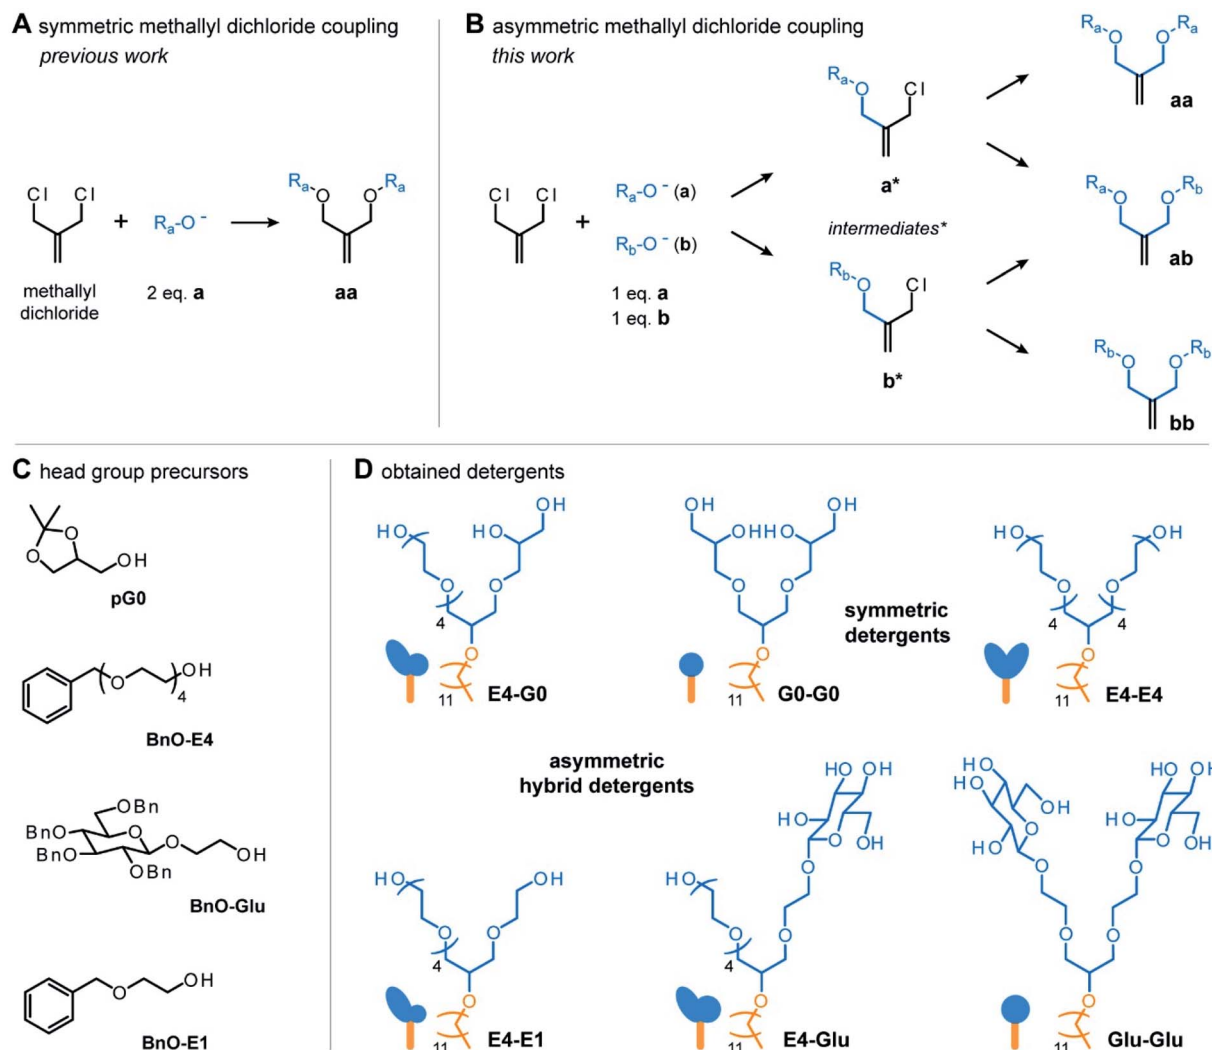 A symmetric methallyl dichloride coupling
previous work
Cl Cl
+
Ra-O -
Ra O O Ra
methallyl
dichloride
2 eq. a
aa
B asymmetric methallyl dichloride coupling
this work
Cl Cl
+
Ra-O - (a)
Rb-O - (b)
1 eq. a
1 eq. b
Ra O Cl
a*
intermediates*
Rb O Cl
b*
Ra O O Ra
aa
Ra O O Rb
ab
Rb O O Rb
bb
C head group precursors
O O OH
pG0
O OH
4
BnO-E4
OBn
BnO O O OH
BnO
OBn
BnO-Glu
O OH
BnO-E1
D obtained detergents
OH
HO HO
O O
4
O
11
E4-G0
OH OH
OH HO
O O
O
11
G0-G0
symmetric
detergents
HO OH
O O
4 4
O
11
E4-E4
asymmetric
hybrid detergents
HO OH
O O
4
O
11
E4-E1
HO OH
HO
O OH
O
HO
O O
4
O
11
E4-Glu
HO
HO
OH
O
HO
O
HO OH
HO
O OH
O
O O
O
11
Glu-Glu